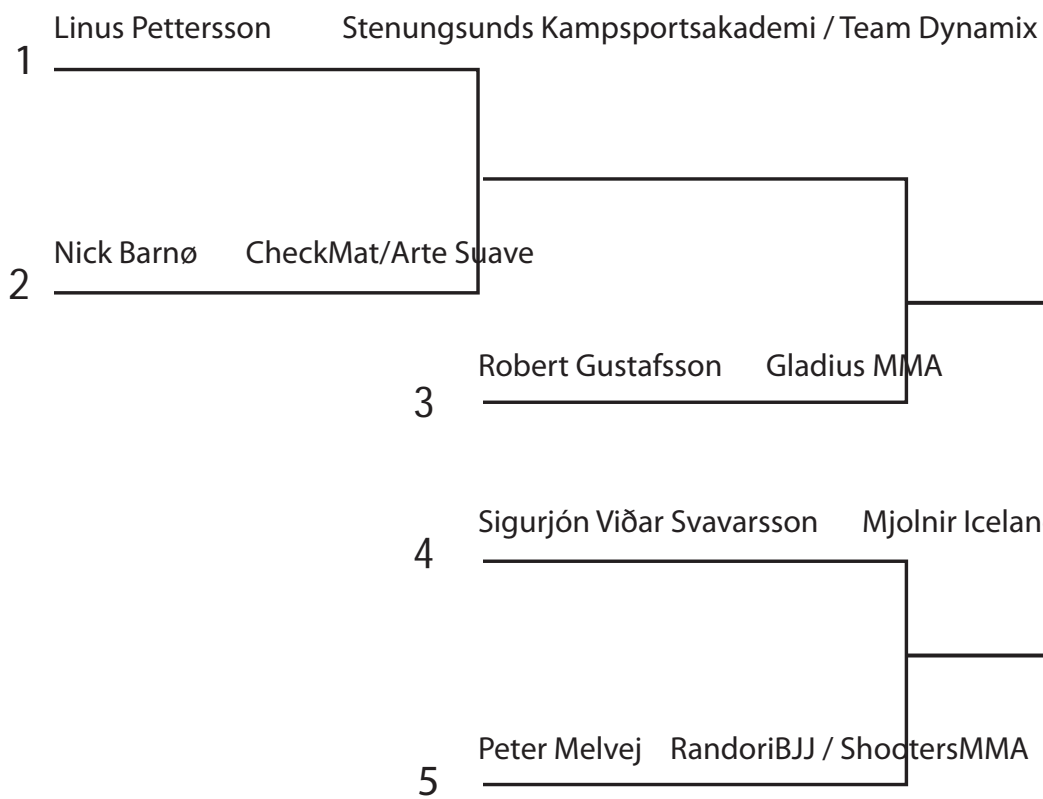 Linus Pettersson Stenungsunds Kampsportsakademi / Team Dynamix
1
Nick Barnø CheckMat/Arte Suave
2
Robert Gustafsson Gladius MMA
3
Sigurjón Viðar Svavarsson Mjolnir Icelan
4
Peter Melvej RandoriBJJ / ShootersMMA
5